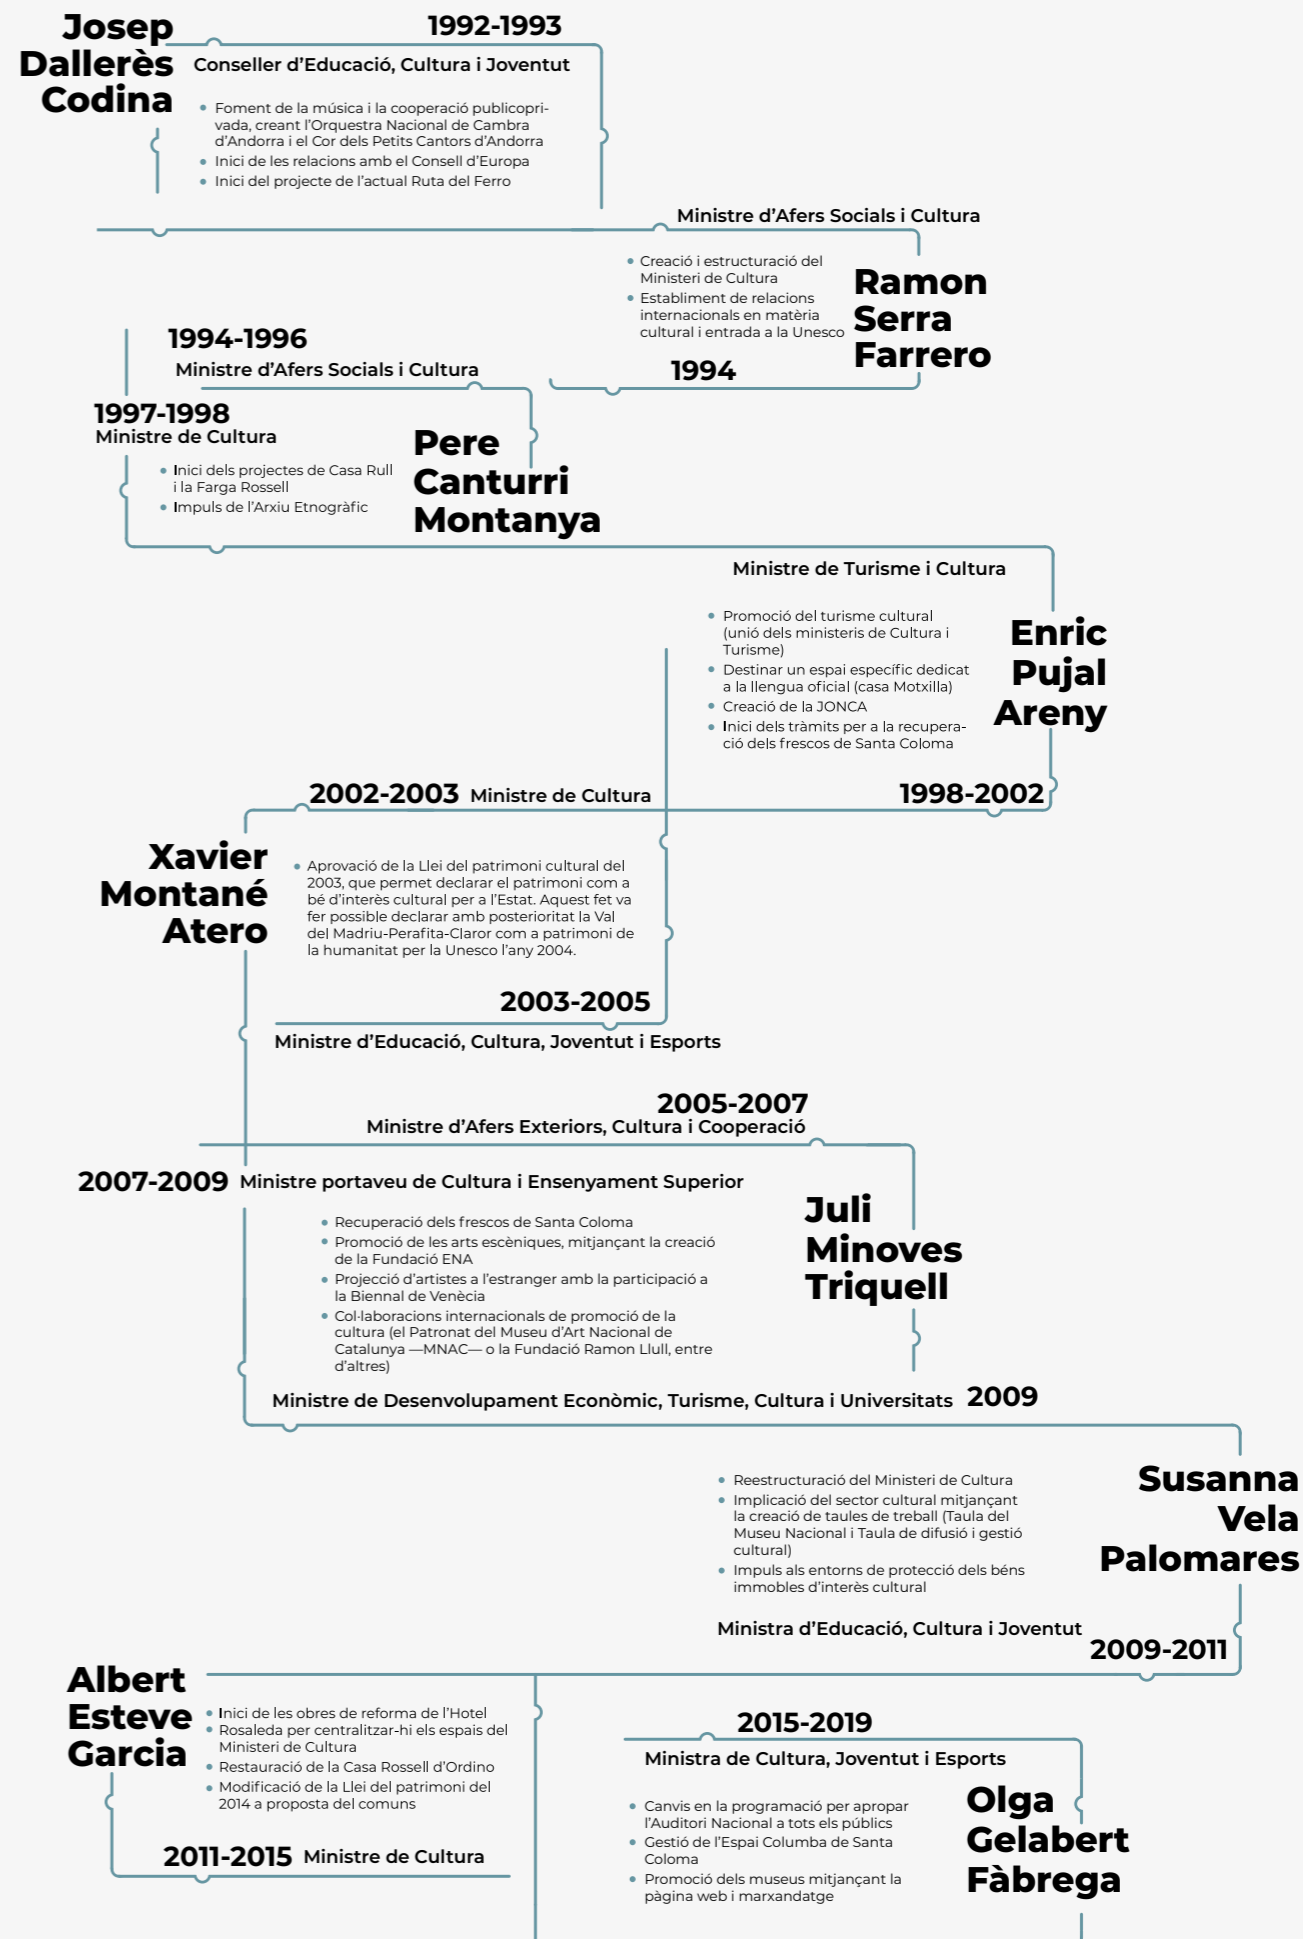 Josep
Dallerès
Codina
1992-1993
Conseller d’Educació, Cultura i Joventut
• Foment de la música i la cooperació publicopri-
vada, creant l’Orquestra Nacional de Cambra
d’Andorra i el Cor dels Petits Cantors d’Andorra
• Inici de les relacions amb el Consell d’Europa
• Inici del projecte de l’actual Ruta del Ferro
Ministre d’Afers Socials i Cultura
• Creació i estructuració del
Ministeri de Cultura
• Establiment de relacions
internacionals en matèria
cultural i entrada a la Unesco
Ramon
Serra
Farrero
1994
1994-1996
Ministre d’Afers Socials i Cultura
1997-1998
Ministre de Cultura
• Inici dels projectes de Casa Rull
i la Farga Rossell
• Impuls de l’Arxiu Etnogràfic
Pere
Canturri
Montanya
Ministre de Turisme i Cultura
• Promoció del turisme cultural
(unió dels ministeris de Cultura i
Turisme)
• Destinar un espai específic dedicat
a la llengua oficial (casa Motxilla)
• Creació de la JONCA
• Inici dels tràmits per a la recupera-
ció dels frescos de Santa Coloma
Enric
Pujal
Areny
1998-2002
2002-2003 Ministre de Cultura
Xavier
Montané
Atero
• Aprovació de la Llei del patrimoni cultural del
2003, que permet declarar el patrimoni com a
bé d’interès cultural per a l’Estat. Aquest fet va
fer possible declarar amb posterioritat la Val
del Madriu-Perafita-Claror com a patrimoni de
la humanitat per la Unesco l’any 2004.
2003-2005
Ministre d’Educació, Cultura, Joventut i Esports
2005-2007
Ministre d’Afers Exteriors, Cultura i Cooperació
2007-2009 Ministre portaveu de Cultura i Ensenyament Superior
• Recuperació dels frescos de Santa Coloma
• Promoció de les arts escèniques, mitjançant la creació
de la Fundació ENA
• Projecció d’artistes a l’estranger amb la participació a
la Biennal de Venècia
• Col·laboracions internacionals de promoció de la
cultura (el Patronat del Museu d’Art Nacional de
Catalunya —MNAC— o la Fundació Ramon Llull, entre
d’altres)
Juli
Minoves
Triquell
Ministre de Desenvolupament Econòmic, Turisme, Cultura i Universitats 2009
• Reestructuració del Ministeri de Cultura
• Implicació del sector cultural mitjançant
la creació de taules de treball (Taula del
Museu Nacional i Taula de difusió i gestió
cultural)
• Impuls als entorns de protecció dels béns
immobles d’interès cultural
Susanna
Vela
Palomares
Ministra d’Educació, Cultura i Joventut
2009-2011
Albert
Esteve
Garcia
• Inici de les obres de reforma de l’Hotel
• Rosaleda per centralitzar-hi els espais del
Ministeri de Cultura
• Restauració de la Casa Rossell d’Ordino
• Modificació de la Llei del patrimoni del
2014 a proposta del comuns
2011-2015 Ministre de Cultura
2015-2019
Ministra de Cultura, Joventut i Esports
• Canvis en la programació per apropar
l’Auditori Nacional a tots els públics
• Gestió de l’Espai Columba de Santa
Coloma
• Promoció dels museus mitjançant la
pàgina web i marxandatge
Olga
Gelabert
Fàbrega